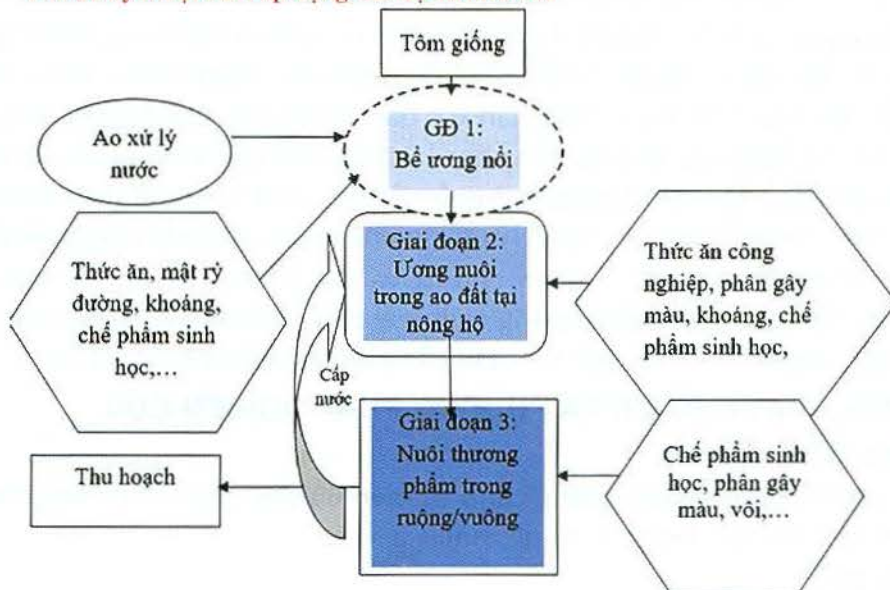 Tôm giống
GĐ 1:
Bể ương nổi
Ao xử lý
nước
Thức ăn, mật rỷ
đường, khoáng,
chế phẩm sinh
học,...
Giai đoạn 2:
Ương nuôi
trong ao đất tại
nông hộ
Thức ăn công
nghiệp, phân gây
màu, khoáng, chế
phẩm sinh học,
Cấp
nước
Giai đoạn 3:
Nuôi thương
phẩm trong
ruộng/vuông
Chế phẩm sinh
học, phân gây
màu, vôi,...
Thu hoạch